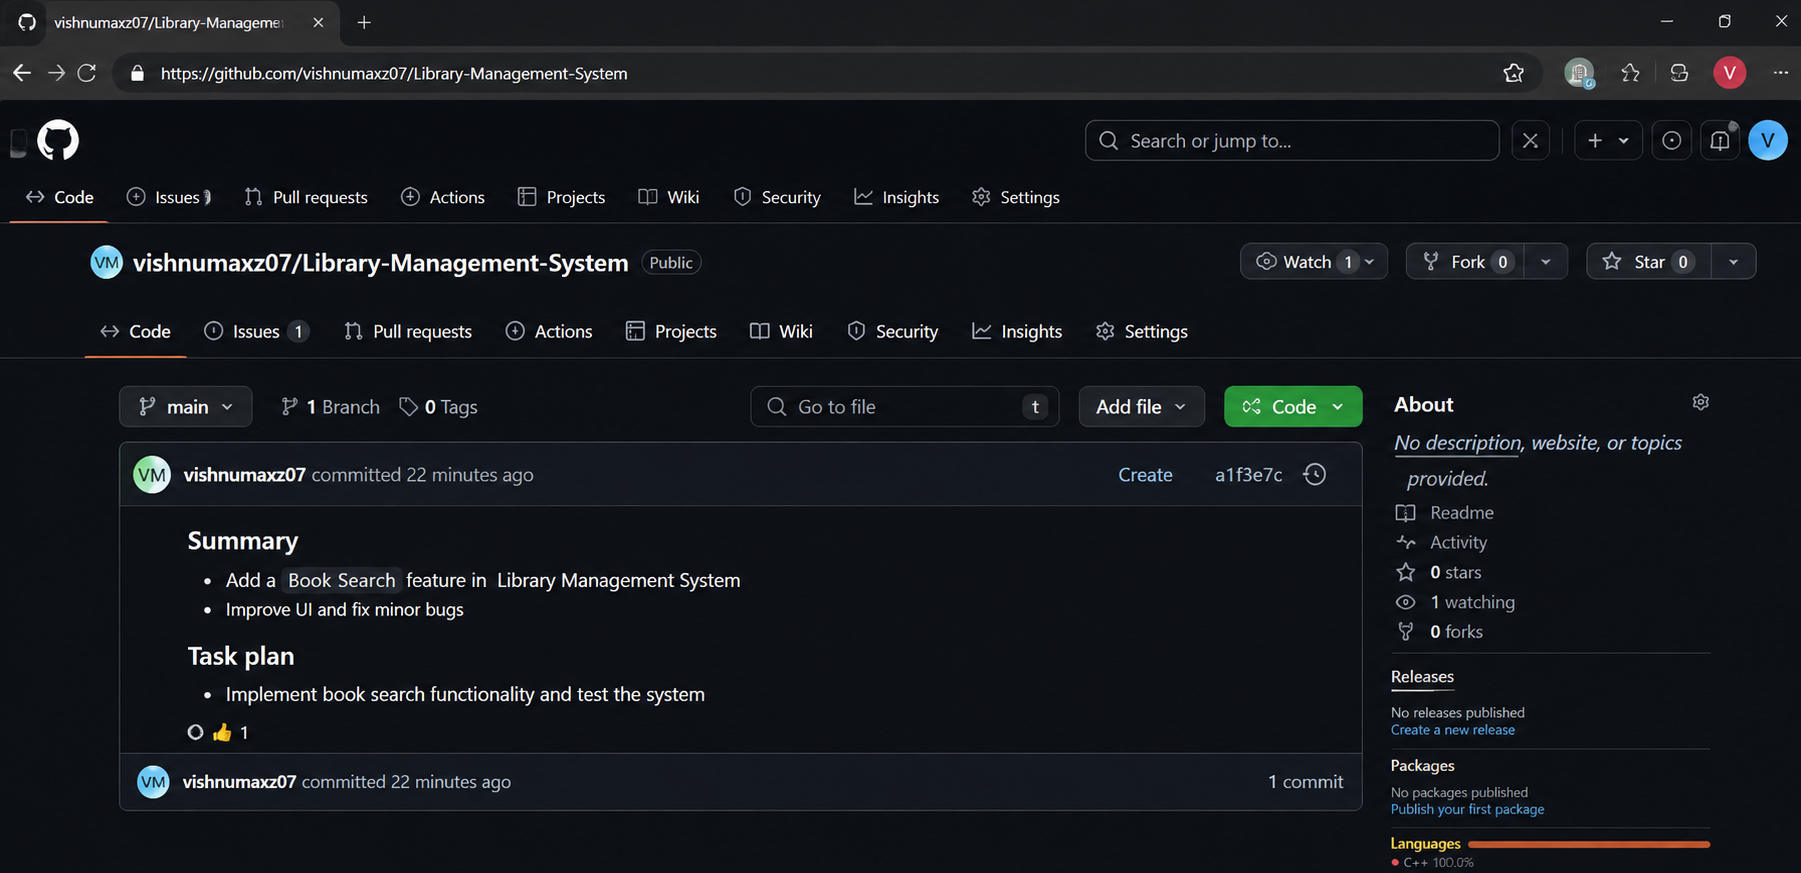 vishnumaxz07/Library-Managemen
https://github.com/vishnumaxz07/Library-Management-System
V
Search or jump to...
V
Code Issues Pull requests Actions Projects Wiki Security Insights Settings
VM vishnumaxz07/Library-Management-System Public
Watch 1 Fork 0 Star 0
Code Issues 1 Pull requests Actions Projects Wiki Security Insights Settings
main 1 Branch 0 Tags Go to file t Add file Code
VM vishnumaxz07 committed 22 minutes ago Create a1f3e7c
Summary
Add a Book Search feature in Library Management System
Improve UI and fix minor bugs
Task plan
Implement book search functionality and test the system
👍 1
VM vishnumaxz07 committed 22 minutes ago 1 commit
About
No description, website, or topics
provided.
Readme
Activity
0 stars
1 watching
0 forks
Releases
No releases published
Create a new release
Packages
No packages published
Publish your first package
Languages
C++ 100.0%